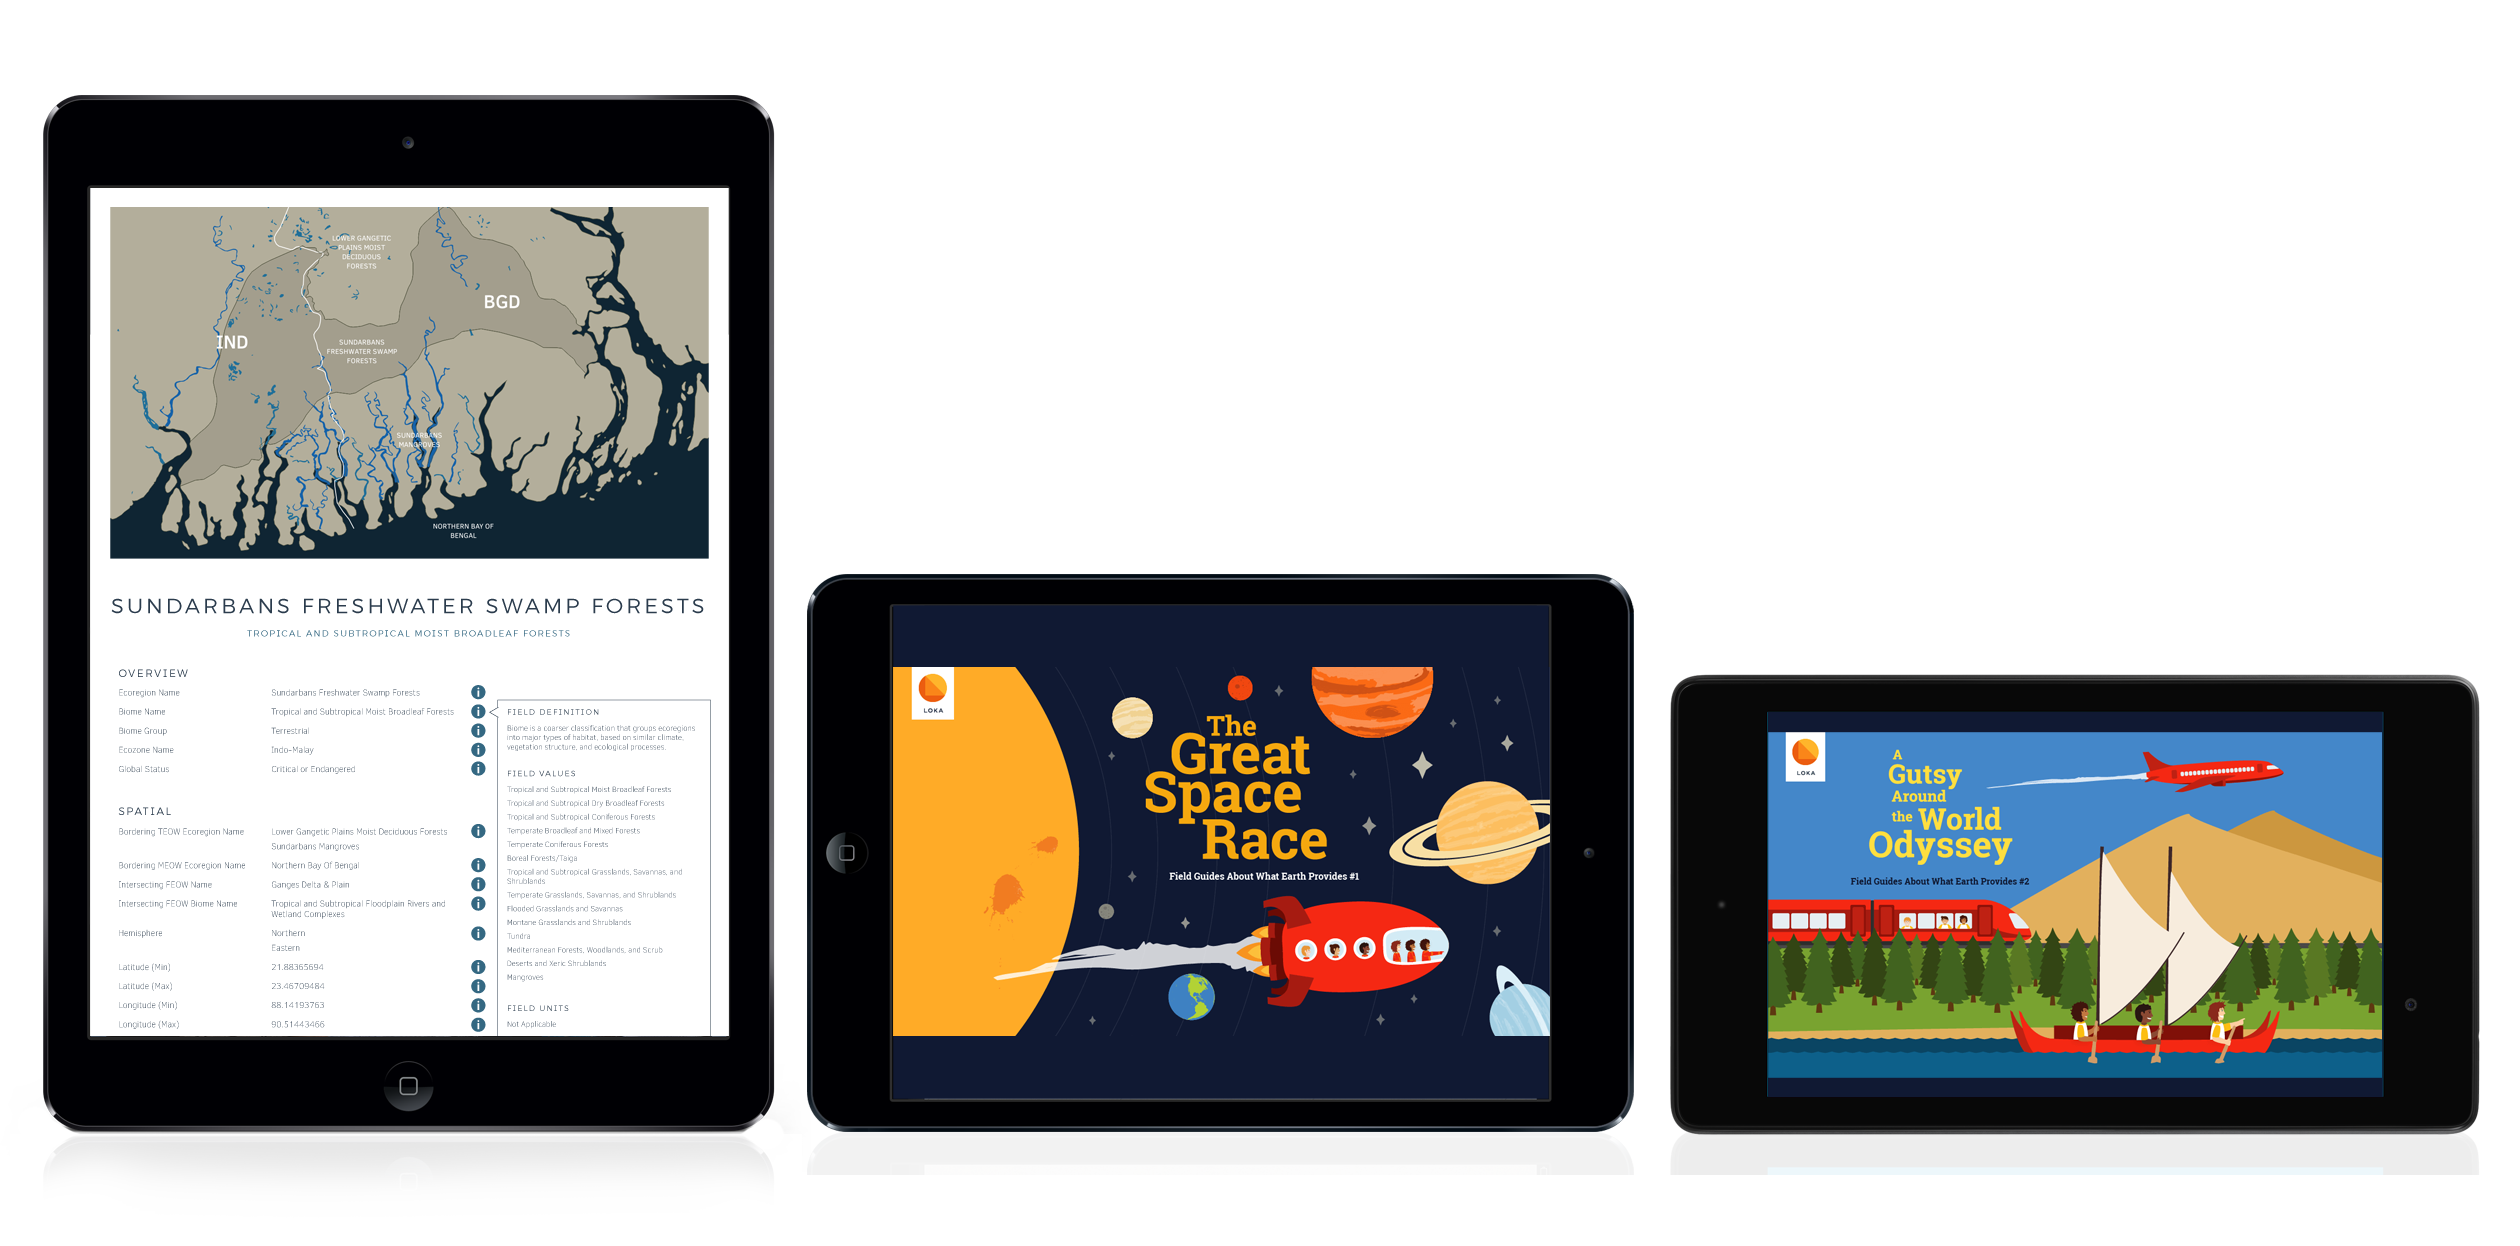 LOWER GANGETIC
PLAINS MOIST
DECIDUOUS
FORESTS
BGD
IND
SUNDARBANS
FRESHWATER SWAMP
FORESTS
SUNDARBANS
MANGROVES
NORTHERN BAY OF
BENGAL
SUNDARBANS FRESHWATER SWAMP FORESTS
TROPICAL AND SUBTROPICAL MOIST BROADLEAF FORESTS
OVERVIEW
Ecoregion Name Sundarbans Freshwater Swamp Forests i
Biome Name Tropical and Subtropical Moist Broadleaf Forests i
Biome Group Terrestrial i
Ecozone Name Indo-Malay i
Global Status Critical or Endangered i
SPATIAL
Bordering TEOW Ecoregion Name Lower Gangetic Plains Moist Deciduous Forests i
Sundarbans Mangroves
Bordering MEOW Ecoregion Name Northern Bay Of Bengal i
Intersecting FEOW Name Ganges Delta & Plain i
Intersecting FEOW Biome Name Tropical and Subtropical Floodplain Rivers and i
Wetland Complexes
Hemisphere Northern i
Eastern
Latitude (Min) 21.88365694 i
Latitude (Max) 23.46709484 i
Longitude (Min) 88.14193763 i
Longitude (Max) 90.51443466 i
FIELD DEFINITION
Biome is a coarser classification that groups ecoregions
into major types of habitat, based on similar climate,
vegetation structure, and ecological processes.
FIELD VALUES
Tropical and Subtropical Moist Broadleaf Forests
Tropical and Subtropical Dry Broadleaf Forests
Tropical and Subtropical Coniferous Forests
Temperate Broadleaf and Mixed Forests
Temperate Coniferous Forests
Boreal Forests/Taiga
Tropical and Subtropical Grasslands, Savannas, and
Shrublands
Temperate Grasslands, Savannas, and Shrublands
Flooded Grasslands and Savannas
Montane Grasslands and Shrublands
Tundra
Mediterranean Forests, Woodlands, and Scrub
Deserts and Xeric Shrublands
Mangroves
FIELD UNITS
Not Applicable
LOKA
The
Great
Space
Race
Field Guides About What Earth Provides #1
LOKA
A
Gutsy
Around
the World
Odyssey
Field Guides About What Earth Provides #2